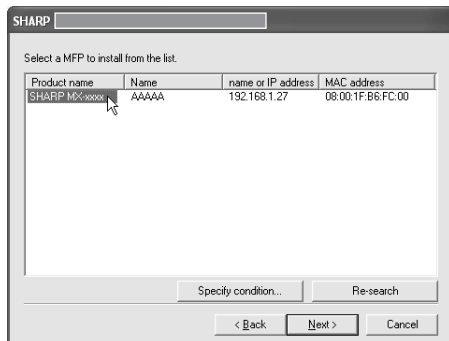 SHARP
Select a MFP to install from the list.
Product name Name name or IP address MAC address
SHARP MX-xxxx AAAAA 192.168.1.27 08:00:1F:B6:FC:00
Specify condition... Re-search
< Back Next > Cancel